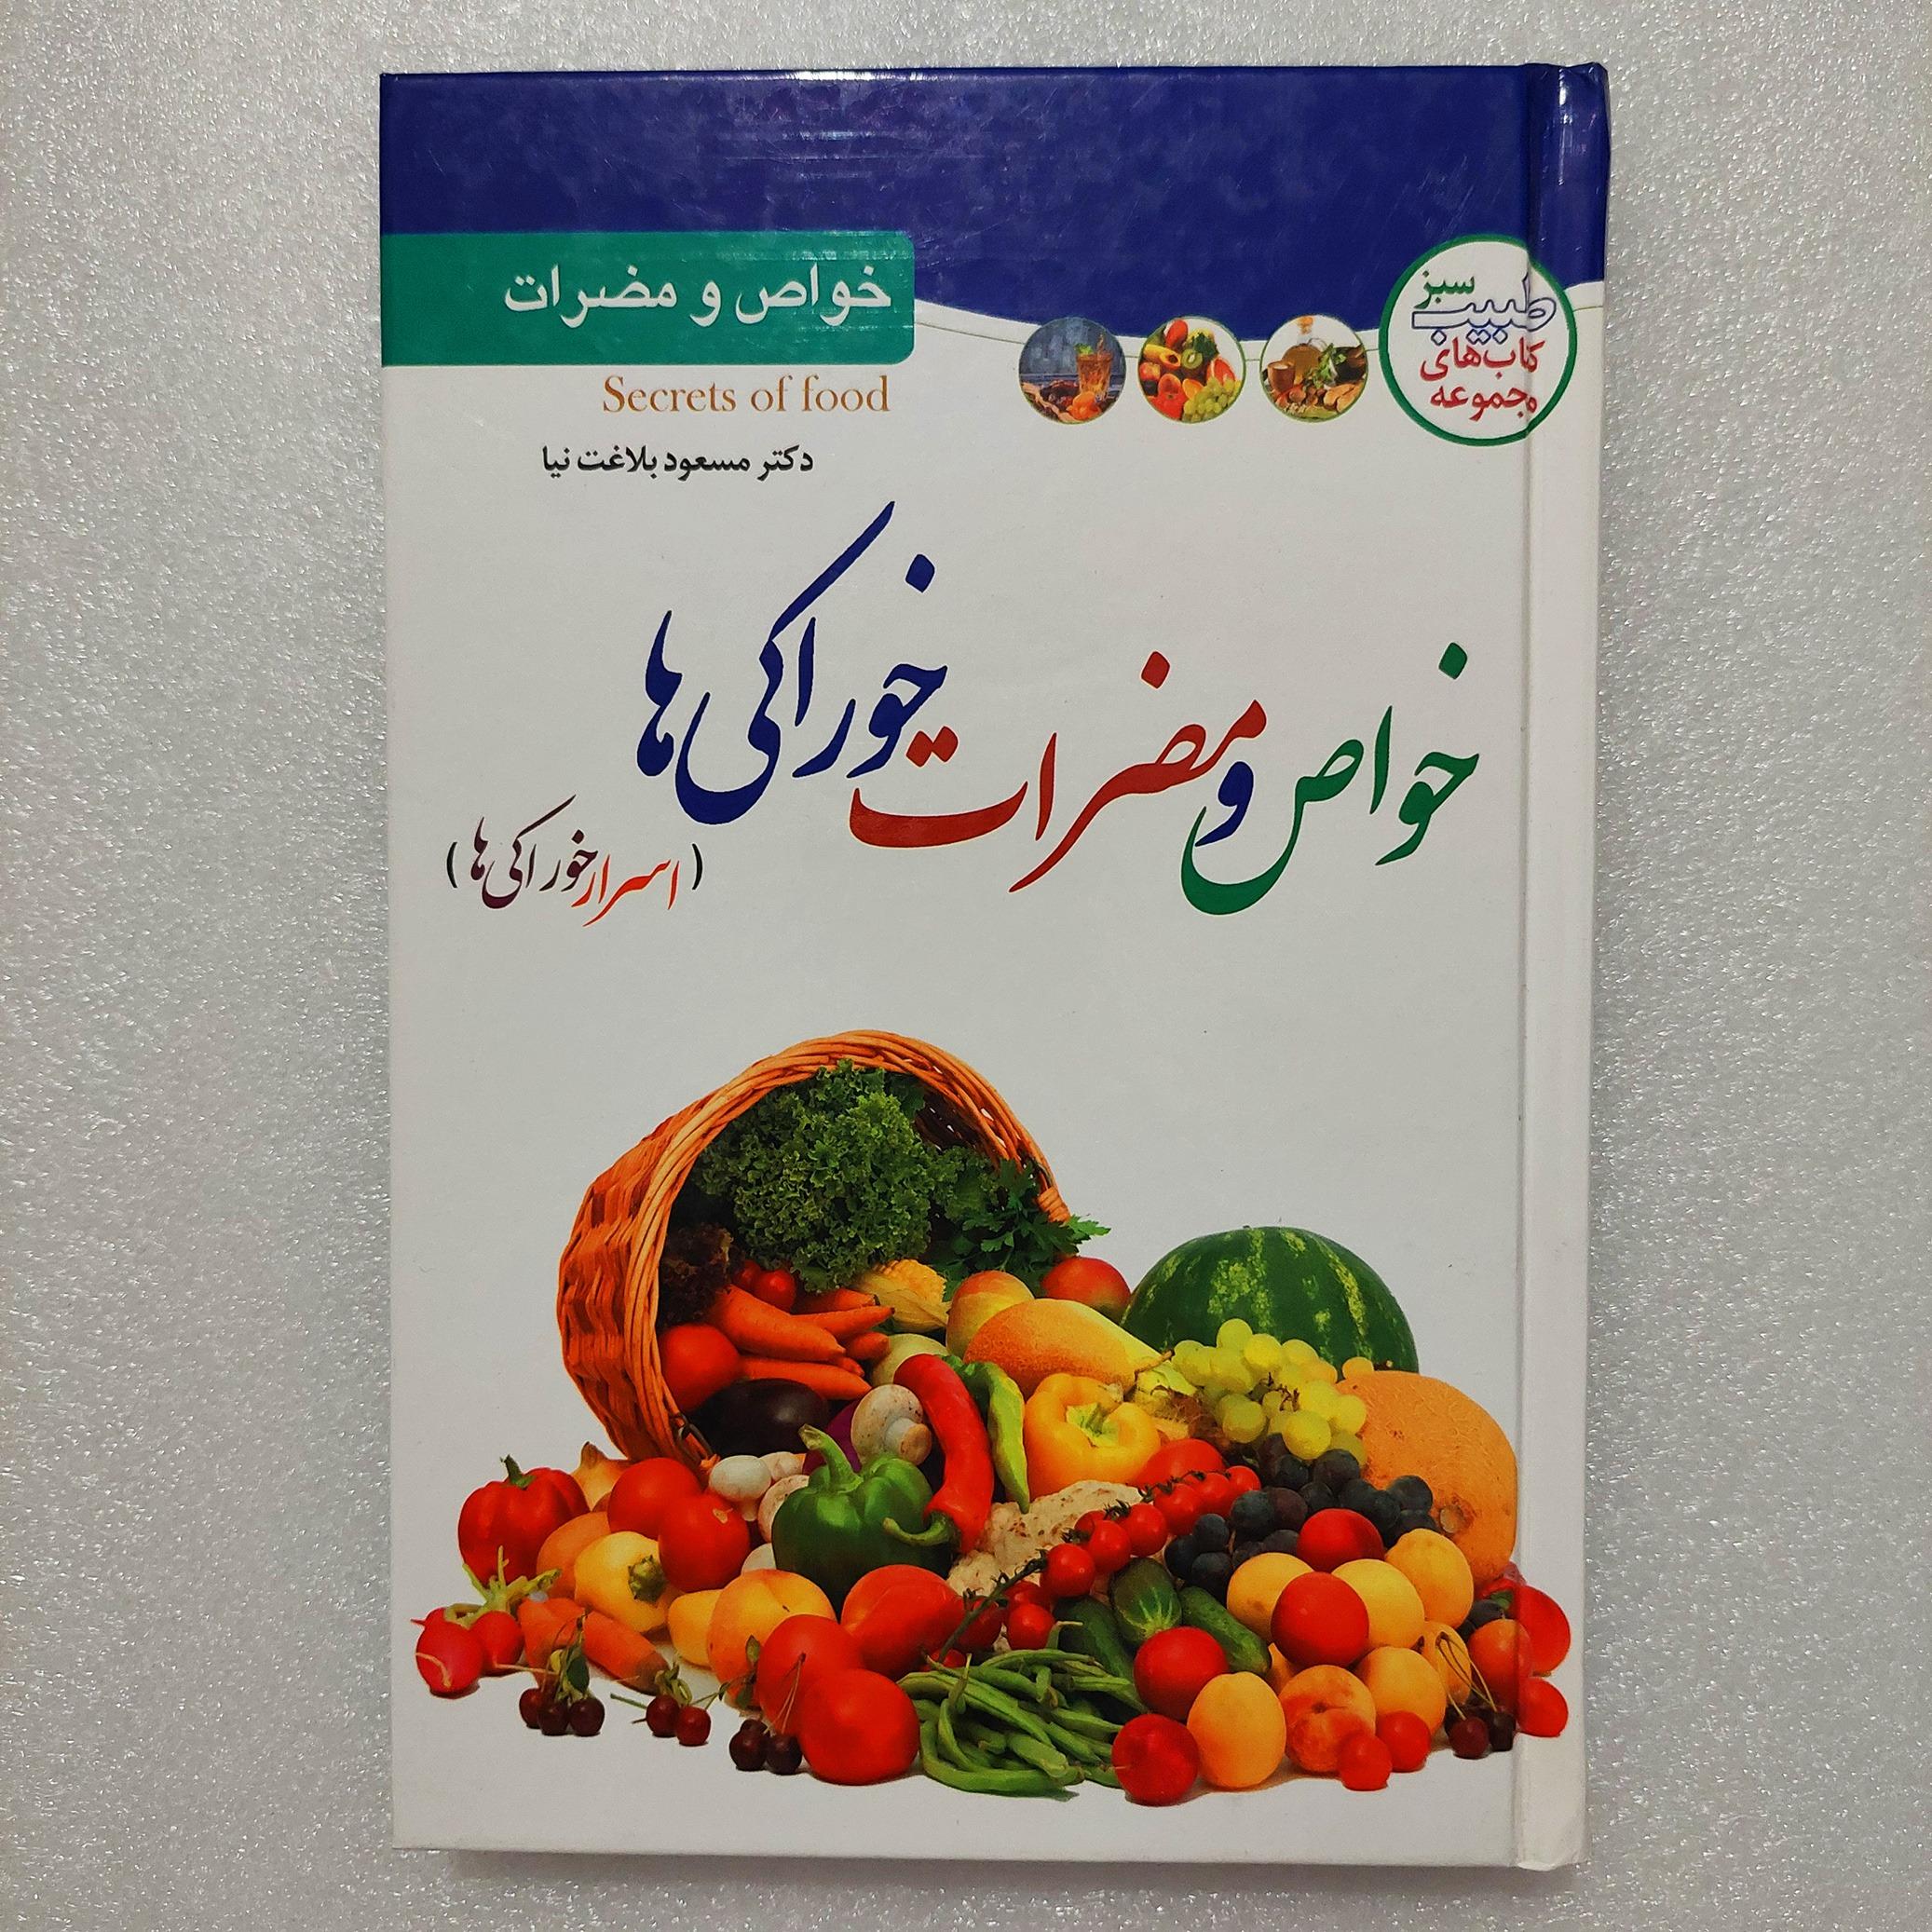 خواص و مضرات
Secrets of food
دکتر مسعود بلاغت نیا
مجموعه
کتاب‌های
طبیب
سبز
خواص و مضرات خوراکی‌ها
(اسرار خوراکی‌ها)